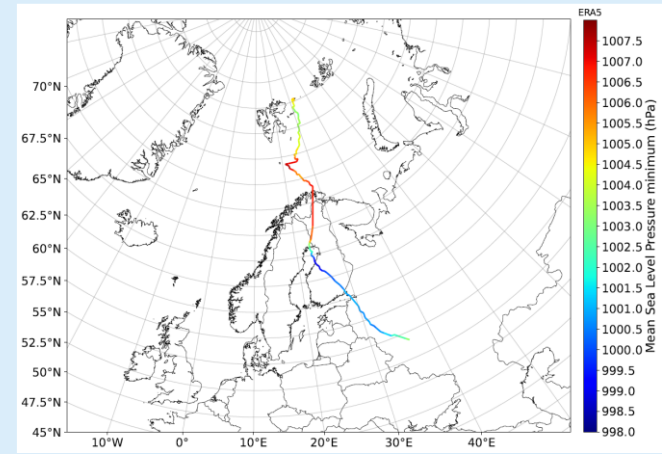 ERA5
70°N
67.5°N
65°N
62.5°N
60°N
57.5°N
55°N
52.5°N
50°N
47.5°N
45°N
10°W
0°
10°E
20°E
30°E
40°E
1007.5
1007.0
1006.5
1006.0
1005.5
1005.0
1004.5
1004.0
1003.5
1003.0
1002.5
1002.0
1001.5
1001.0
1000.5
1000.0
999.5
999.0
998.5
998.0
Mean Sea Level Pressure minimum (hPa)